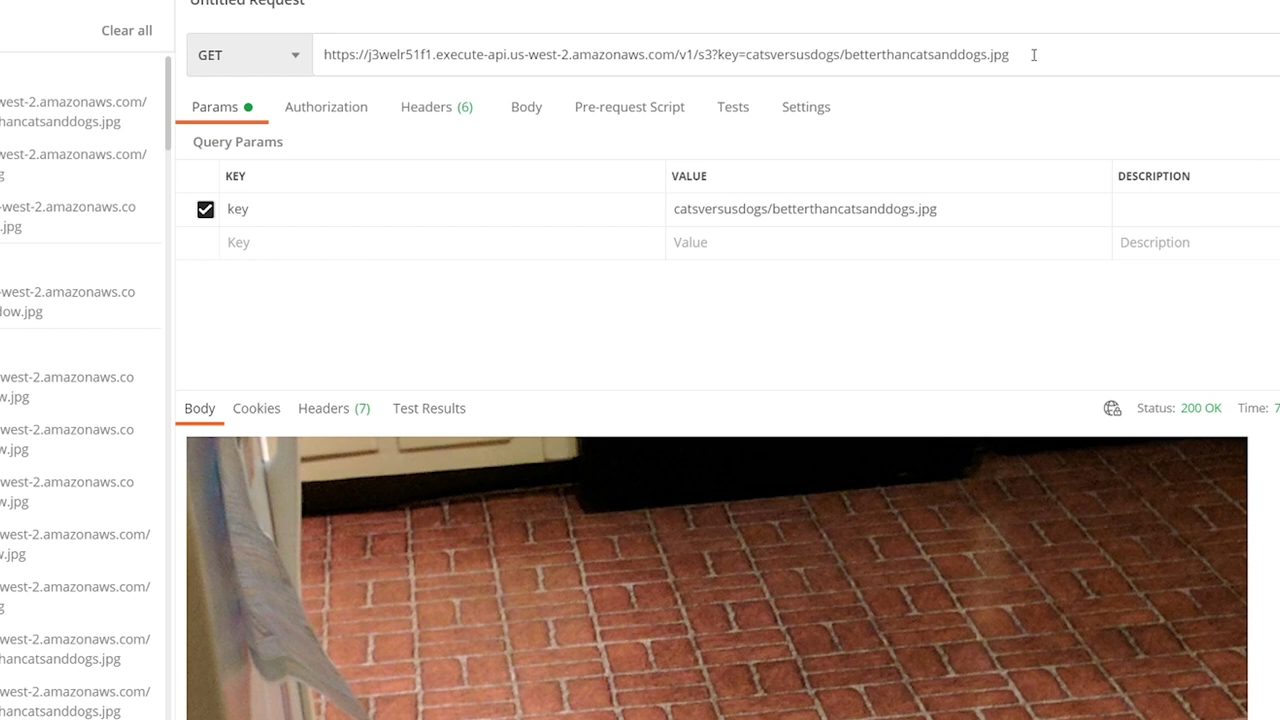 Untitled Request
Clear all
GET
https://j3welr51f1.execute-api.us-west-2.amazonaws.com/v1/s3?key=catsversusdogs/betterthancatsanddogs.jpg
Params
Authorization
Headers (6)
Body
Pre-request Script
Tests
Settings
Query Params
KEY
VALUE
DESCRIPTION
key
catsversusdogs/betterthancatsanddogs.jpg
Key
Value
Description
west-2.amazonaws.com/
hancatsanddogs.jpg
west-2.amazonaws.com/
g
-west-2.amazonaws.co
.jpg
-west-2.amazonaws.co
low.jpg
west-2.amazonaws.co
w.jpg
west-2.amazonaws.co
w.jpg
west-2.amazonaws.co
w.jpg
west-2.amazonaws.com/
w.jpg
west-2.amazonaws.com/
g
west-2.amazonaws.com/
hancatsanddogs.jpg
west-2.amazonaws.com/
hancatsanddogs.jpg
Body
Cookies
Headers (7)
Test Results
Status: 200 OK
Time: 7